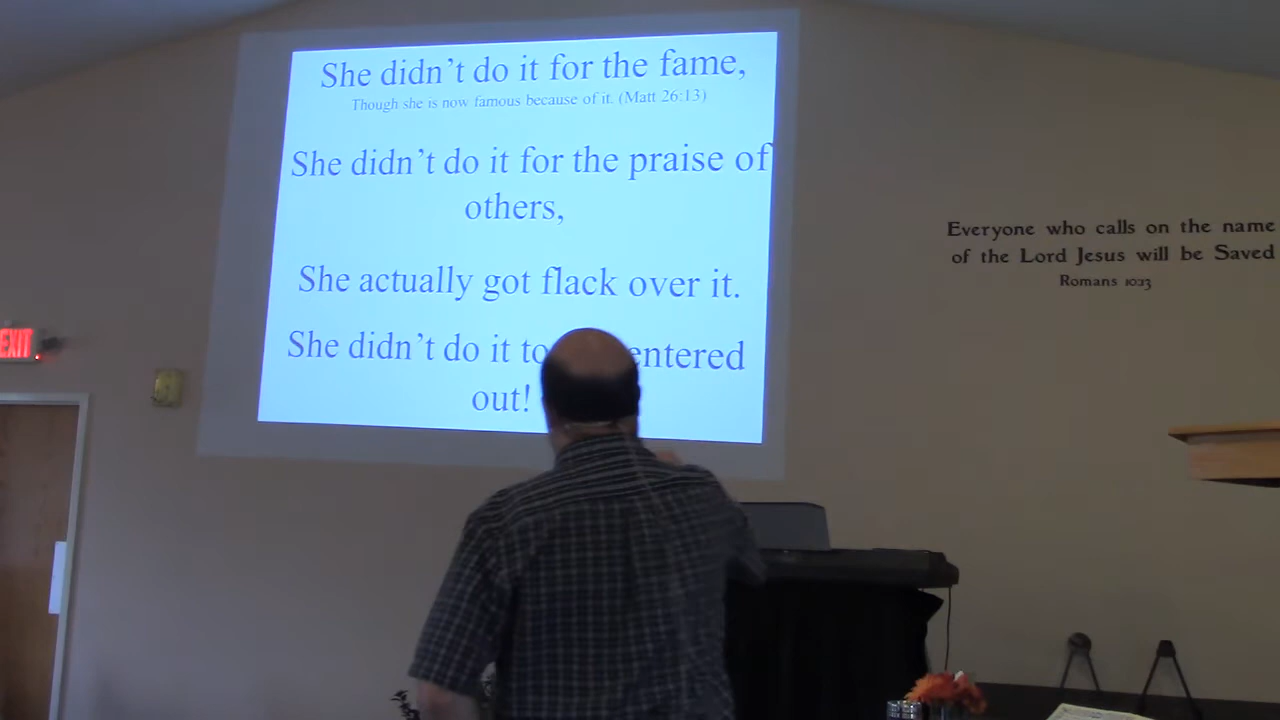 She didn't do it for the fame,
Though she is now famous because of it. (Matt 26:13)
She didn't do it for the praise of
others,
She actually got flack over it.
She didn't do it to entered
out!
Everyone who calls on the name
of the Lord Jesus will be Saved
Romans 10:13
EXIT